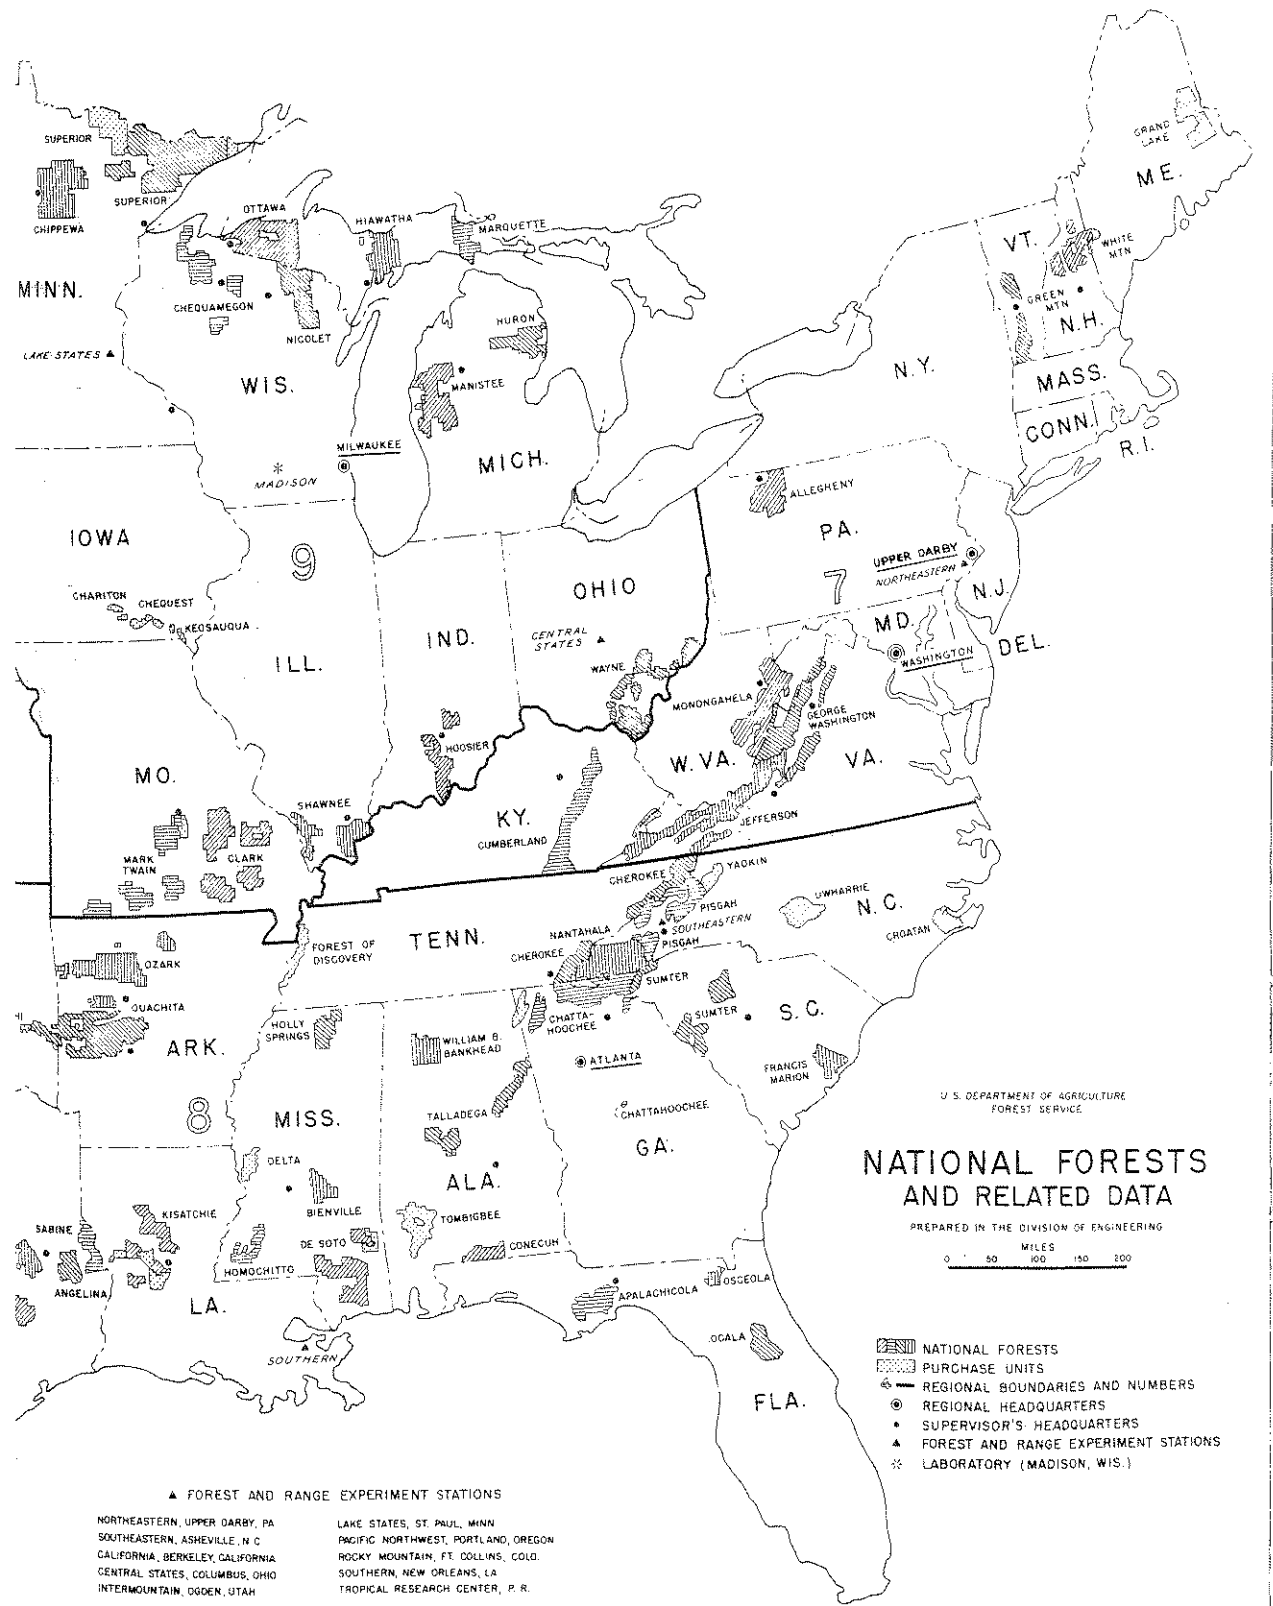 SUPERIOR
CHIPPEWA
SUPERIOR
OTTAWA
HIAWATHA
MARQUETTE
GRAND
LAKE
ME.
VT.
WHITE
MTN
GREEN
MTN
N.H.
MINN.
CHEQUAMEGON
NICOLET
HURON
LAKE STATES
WIS.
MANISTEE
N.Y.
MASS.
CONN.
R.I.
MILWAUKEE
MADISON
MICH.
ALLEGHENY
PA.
IOWA
9
OHIO
UPPER DARBY
NORTHEASTERN
7
N.J.
CHARITON
CHEQUEST
KEOSAUQUA
ILL.
IND.
CENTRAL
STATES
WAYNE
MD.
WASHINGTON
DEL.
MONONGAHELA
GEORGE
WASHINGTON
HOOSIER
W. VA.
VA.
MO.
SHAWNEE
KY.
CUMBERLAND
JEFFERSON
MARK
TWAIN
CLARK
CHEROKEE
YADKIN
PISGAH
UWHARRIE
N.C.
CROATAN
SOUTHEASTERN
NANTAHALA
PISGAH
TENN.
CHEROKEE
FOREST OF
DISCOVERY
OZARK
SUMTER
OUACHITA
HOLLY
SPRINGS
CHATTA-
HOOCHEE
SUMTER
S.C.
ARK.
WILLIAM B.
BANKHEAD
ATLANTA
FRANCIS
MARION
8
MISS.
TALLADEGA
CHATTAHOOCHEE
GA.
DELTA
ALA.
BIENVILLE
KISATCHIE
TOMBIGBEE
SABINE
DE SOTO
CONECUH
HOMOCHITTO
ANGELINA
LA.
APALACHICOLA
OSCEOLA
SOUTHERN
OCALA
FLA.
U.S. DEPARTMENT OF AGRICULTURE
FOREST SERVICE
NATIONAL FORESTS
AND RELATED DATA
PREPARED IN THE DIVISION OF ENGINEERING
MILES
0 50 100 150 200
NATIONAL FORESTS
PURCHASE UNITS
REGIONAL BOUNDARIES AND NUMBERS
REGIONAL HEADQUARTERS
SUPERVISOR'S HEADQUARTERS
FOREST AND RANGE EXPERIMENT STATIONS
LABORATORY (MADISON, WIS.)
FOREST AND RANGE EXPERIMENT STATIONS
NORTHEASTERN, UPPER DARBY, PA
SOUTHEASTERN, ASHEVILLE, N C
CALIFORNIA, BERKELEY, CALIFORNIA
CENTRAL STATES, COLUMBUS, OHIO
INTERMOUNTAIN, OGDEN, UTAH
LAKE STATES, ST. PAUL, MINN
PACIFIC NORTHWEST, PORTLAND, OREGON
ROCKY MOUNTAIN, FT. COLLINS, COLO.
SOUTHERN, NEW ORLEANS, LA
TROPICAL RESEARCH CENTER, P. R.